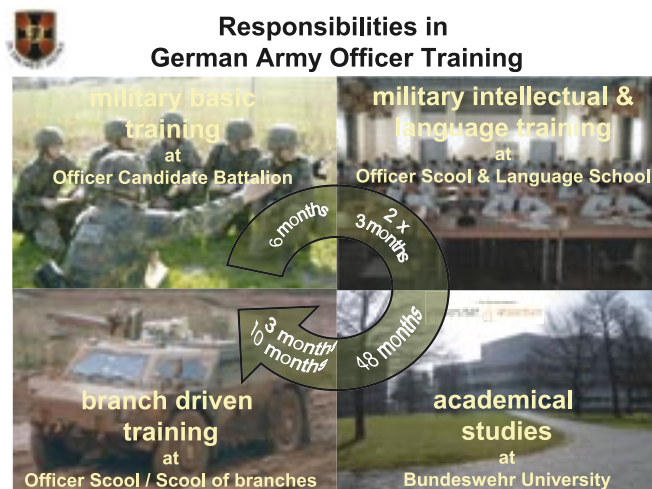 Responsibilities in
German Army Officer Training
military basic
training
at
Officer Candidate Battalion
military intellectual &
language training
at
Officer Scool & Language School
6 months
2 x
3 months
48 months
3 month
10 months
branch driven
training
at
Officer Scool / Scool of branches
academical
studies
at
Bundeswehr University